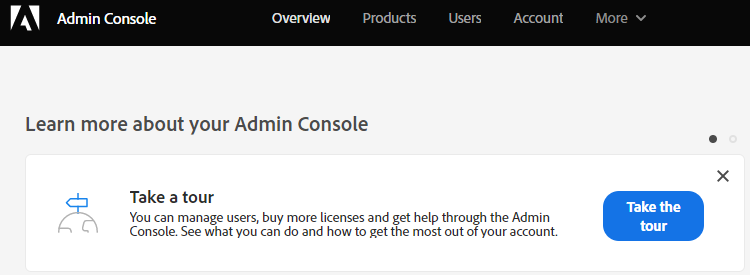 Admin Console Overview Products Users Account More
Learn more about your Admin Console
Take a tour
You can manage users, buy more licenses and get help through the Admin
Console. See what you can do and how to get the most out of your account.
Take the
tour